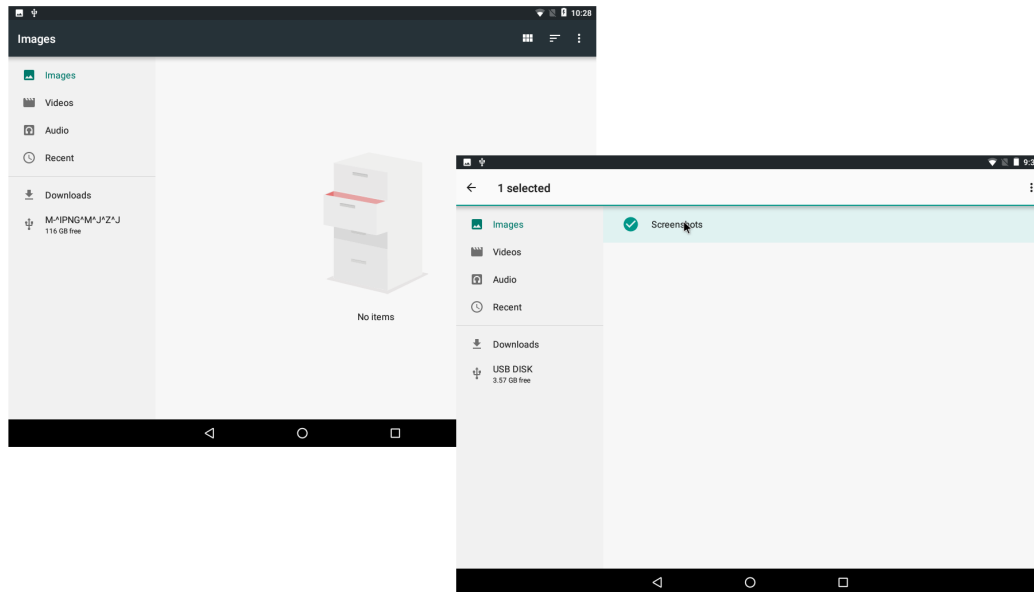 10:28
Images
Images
Videos
Audio
Recent
Downloads
M-^IPNG^M^J^Z^J
116 GB free
No items
1 selected
Images
Screenshots
Videos
Audio
Recent
Downloads
USB DISK
3.57 GB free